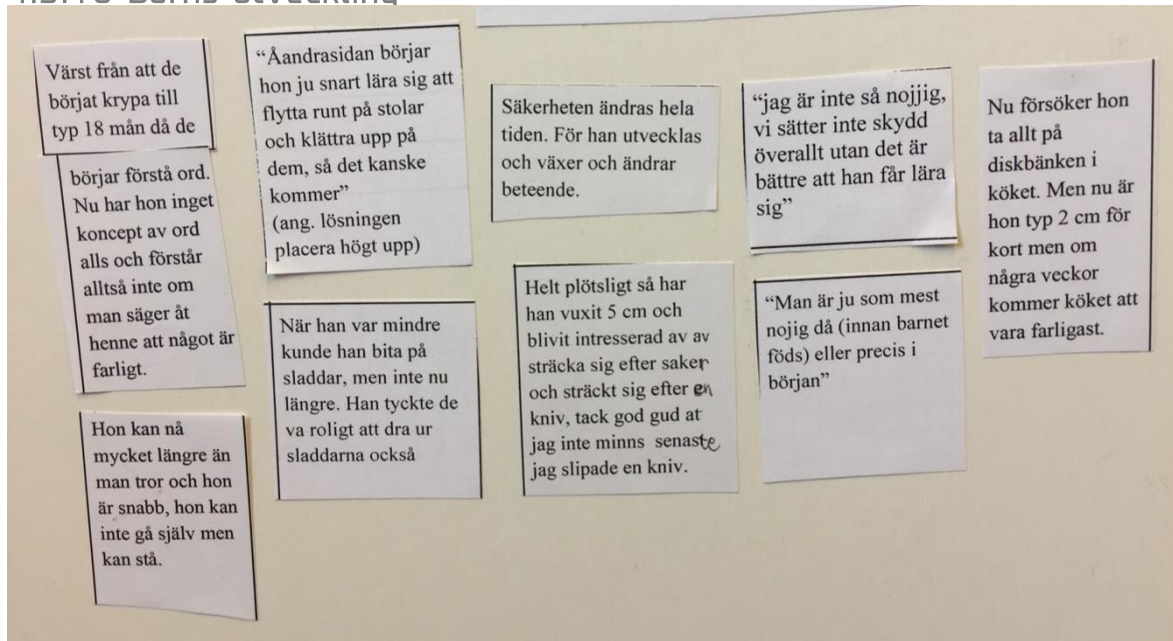 Barns utveckling
Värst från att de
börjat krypa till
typ 18 mån då de
börjar förstå ord.
Nu har hon inget
koncept av ord
alls och förstår
alltså inte om
man säger åt
henne att något är
farligt.
Hon kan nå
mycket längre än
man tror och hon
är snabb, hon kan
inte gå själv men
kan stå.
“Åandrasidan börjar
hon ju snart lära sig att
flytta runt på stolar
och klättra upp på
dem, så det kanske
kommer”
(ang. lösningen
placera högt upp)
När han var mindre
kunde han bita på
sladdar, men inte nu
längre. Han tyckte de
va roligt att dra ur
sladdarna också
Säkerheten ändras hela
tiden. För han utvecklas
och växer och ändrar
beteende.
Helt plötsligt så har
han vuxit 5 cm och
blivit intresserad av av
sträcka sig efter saker
och sträckt sig efter en
kniv, tack god gud at
jag inte minns senaste
jag slipade en kniv.
“jag är inte så nojjig,
vi sätter inte skydd
överallt utan det är
bättre att han får lära
sig”
“Man är ju som mest
nojig då (innan barnet
föds) eller precis i
början”
Nu försöker hon
ta allt på
diskbänken i
köket. Men nu är
hon typ 2 cm för
kort men om
några veckor
kommer köket att
vara farligast.